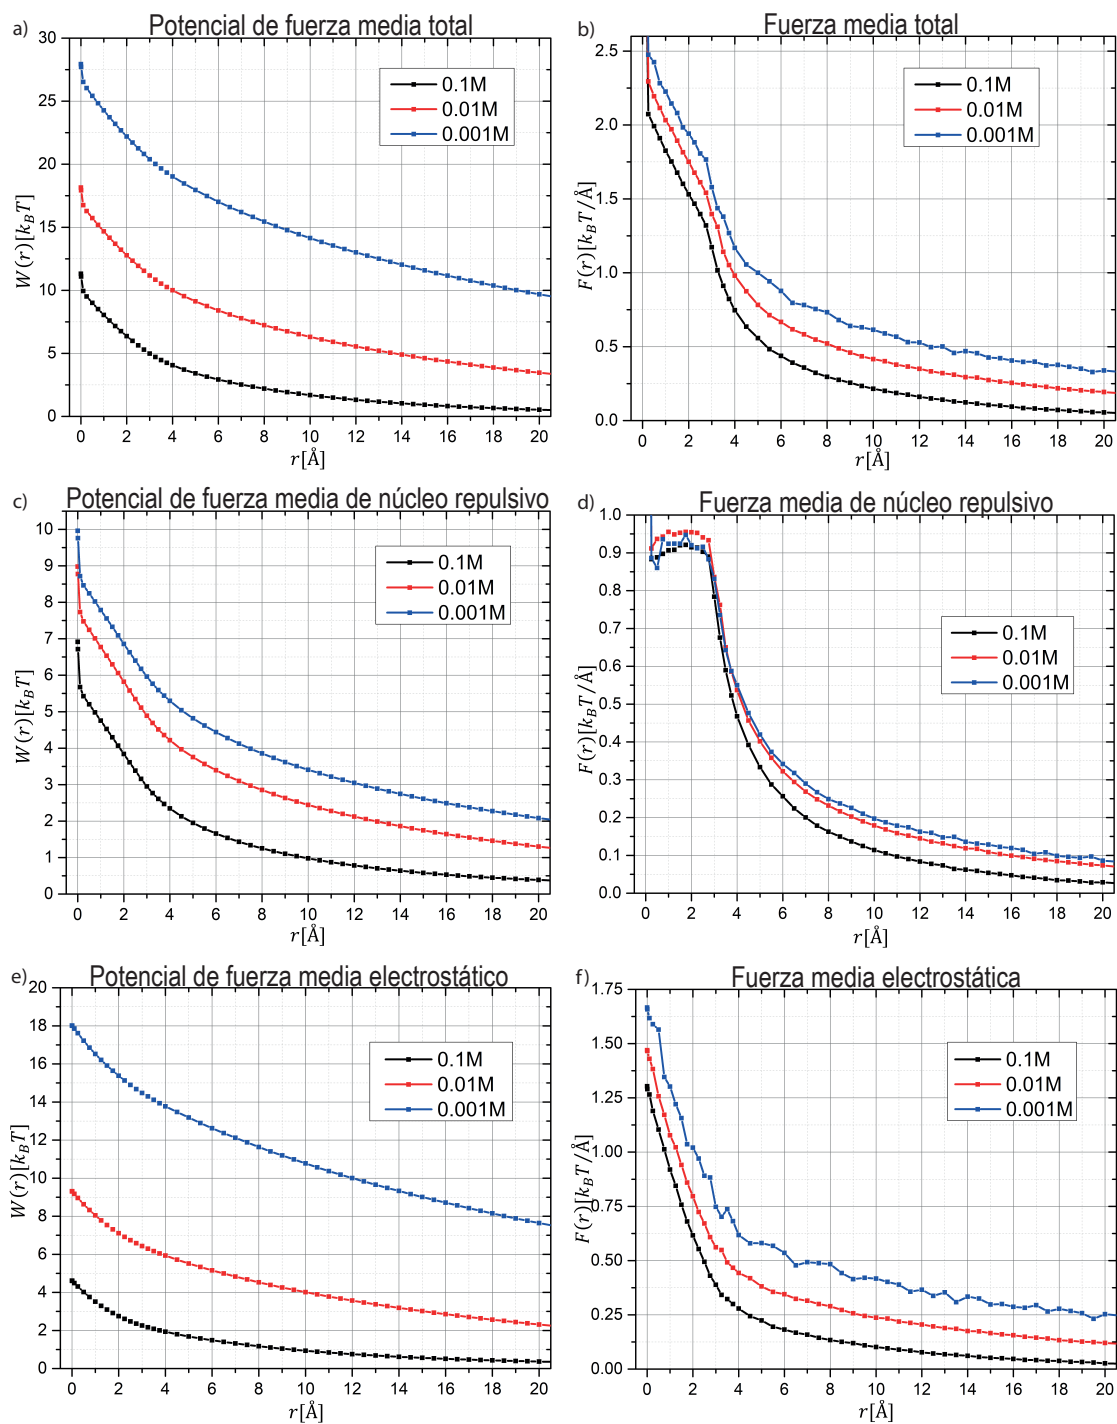 a)
Potencial de fuerza media total
30
25
20
15
10
5
0
W(r)[k_BT]
0.1M
0.01M
0.001M
0 2 4 6 8 10 12 14 16 18 20
r[Å]
b)
Fuerza media total
2.5
2.0
1.5
1.0
0.5
0.0
F(r)[k_BT/Å]
0.1M
0.01M
0.001M
0 2 4 6 8 10 12 14 16 18 20
r[Å]
c)
Potencial de fuerza media de núcleo repulsivo
10
9
8
7
6
5
4
3
2
1
0
W(r)[k_BT]
0.1M
0.01M
0.001M
0 2 4 6 8 10 12 14 16 18 20
r[Å]
d)
Fuerza media de núcleo repulsivo
1.0
0.9
0.8
0.7
0.6
0.5
0.4
0.3
0.2
0.1
0.0
F(r)[k_BT/Å]
0.1M
0.01M
0.001M
0 2 4 6 8 10 12 14 16 18 20
r[Å]
e)
Potencial de fuerza media electrostático
20
18
16
14
12
10
8
6
4
2
0
W(r)[k_BT]
0.1M
0.01M
0.001M
0 2 4 6 8 10 12 14 16 18 20
r[Å]
f)
Fuerza media electrostática
1.75
1.50
1.25
1.00
0.75
0.50
0.25
0.00
F(r)[k_BT/Å]
0.1M
0.01M
0.001M
0 2 4 6 8 10 12 14 16 18 20
r[Å]